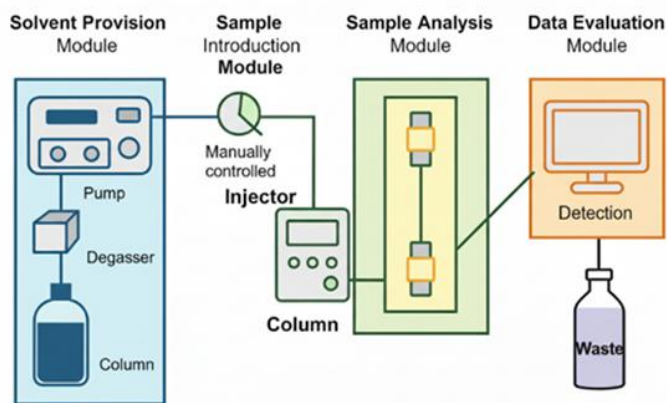 Solvent Provision
Module
Sample
Introduction
Module
Sample Analysis
Module
Data Evaluation
Module
Pump
Degasser
Column
Manually
controlled
Injector
Column
Detection
Waste